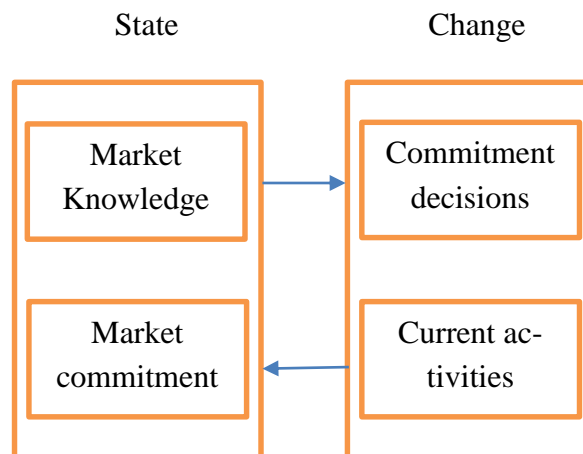 State
Change
Market
Knowledge
Commitment
decisions
Market
commitment
Current ac-
tivities